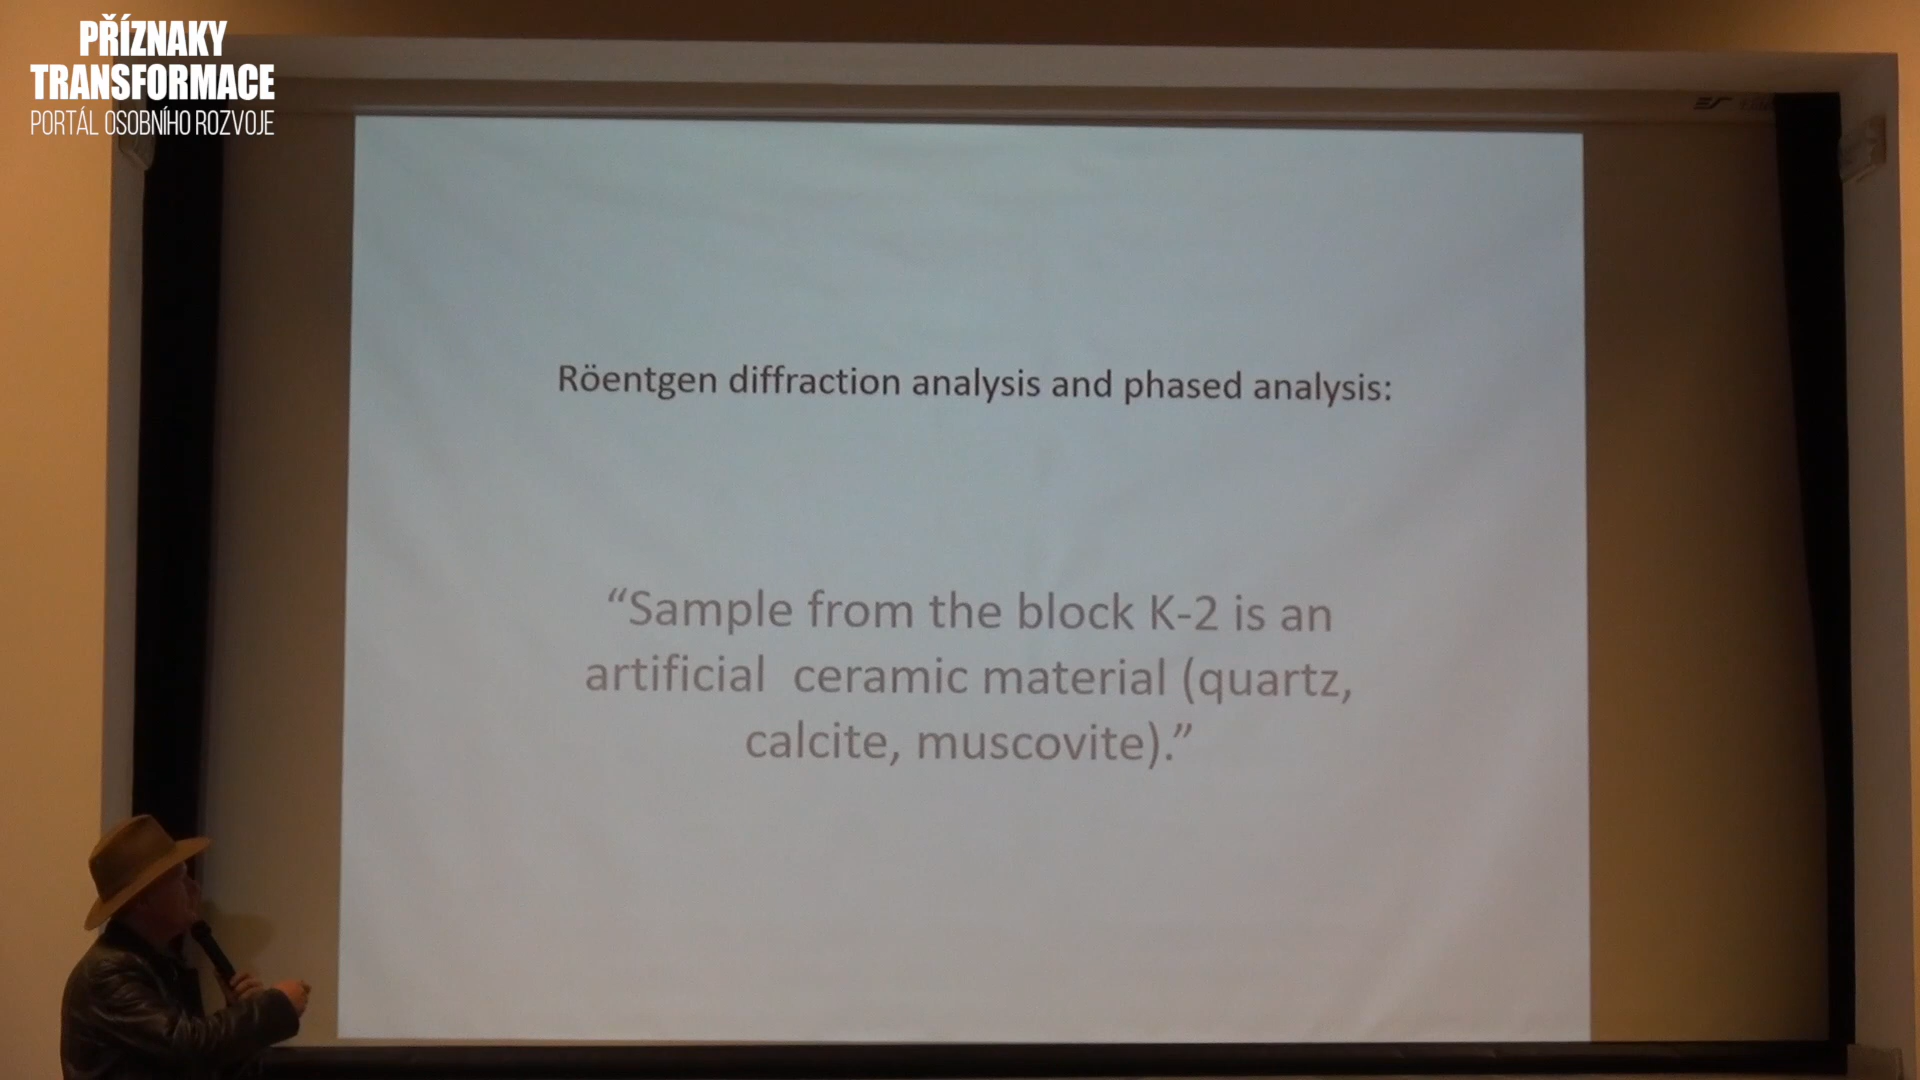 PŘÍZNAKY
TRANSFORMACE
PORTÁL OSOBNÍHO ROZVOJE
Röentgen diffraction analysis and phased analysis:
“Sample from the block K-2 is an
artificial ceramic material (quartz,
calcite, muscovite).”